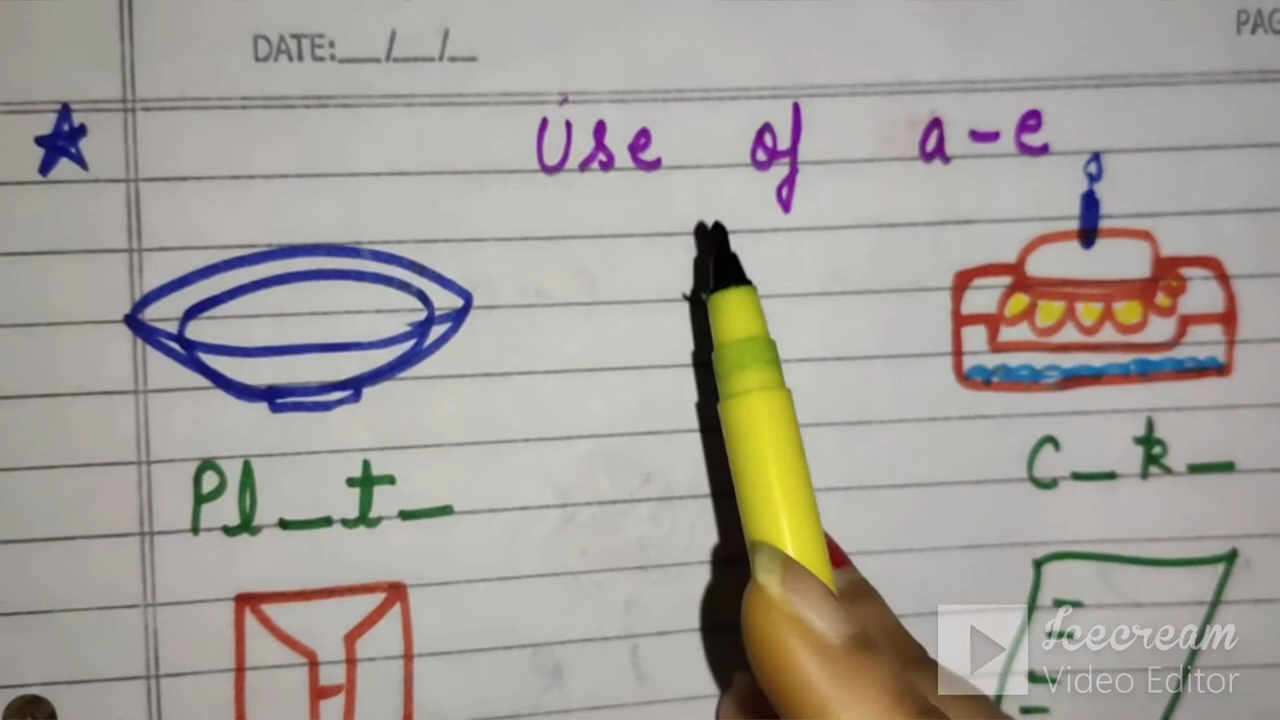 DATE:__/__/__
PAG
Use of a-e
Pl_t_
C_k_
Icecream
Video Editor